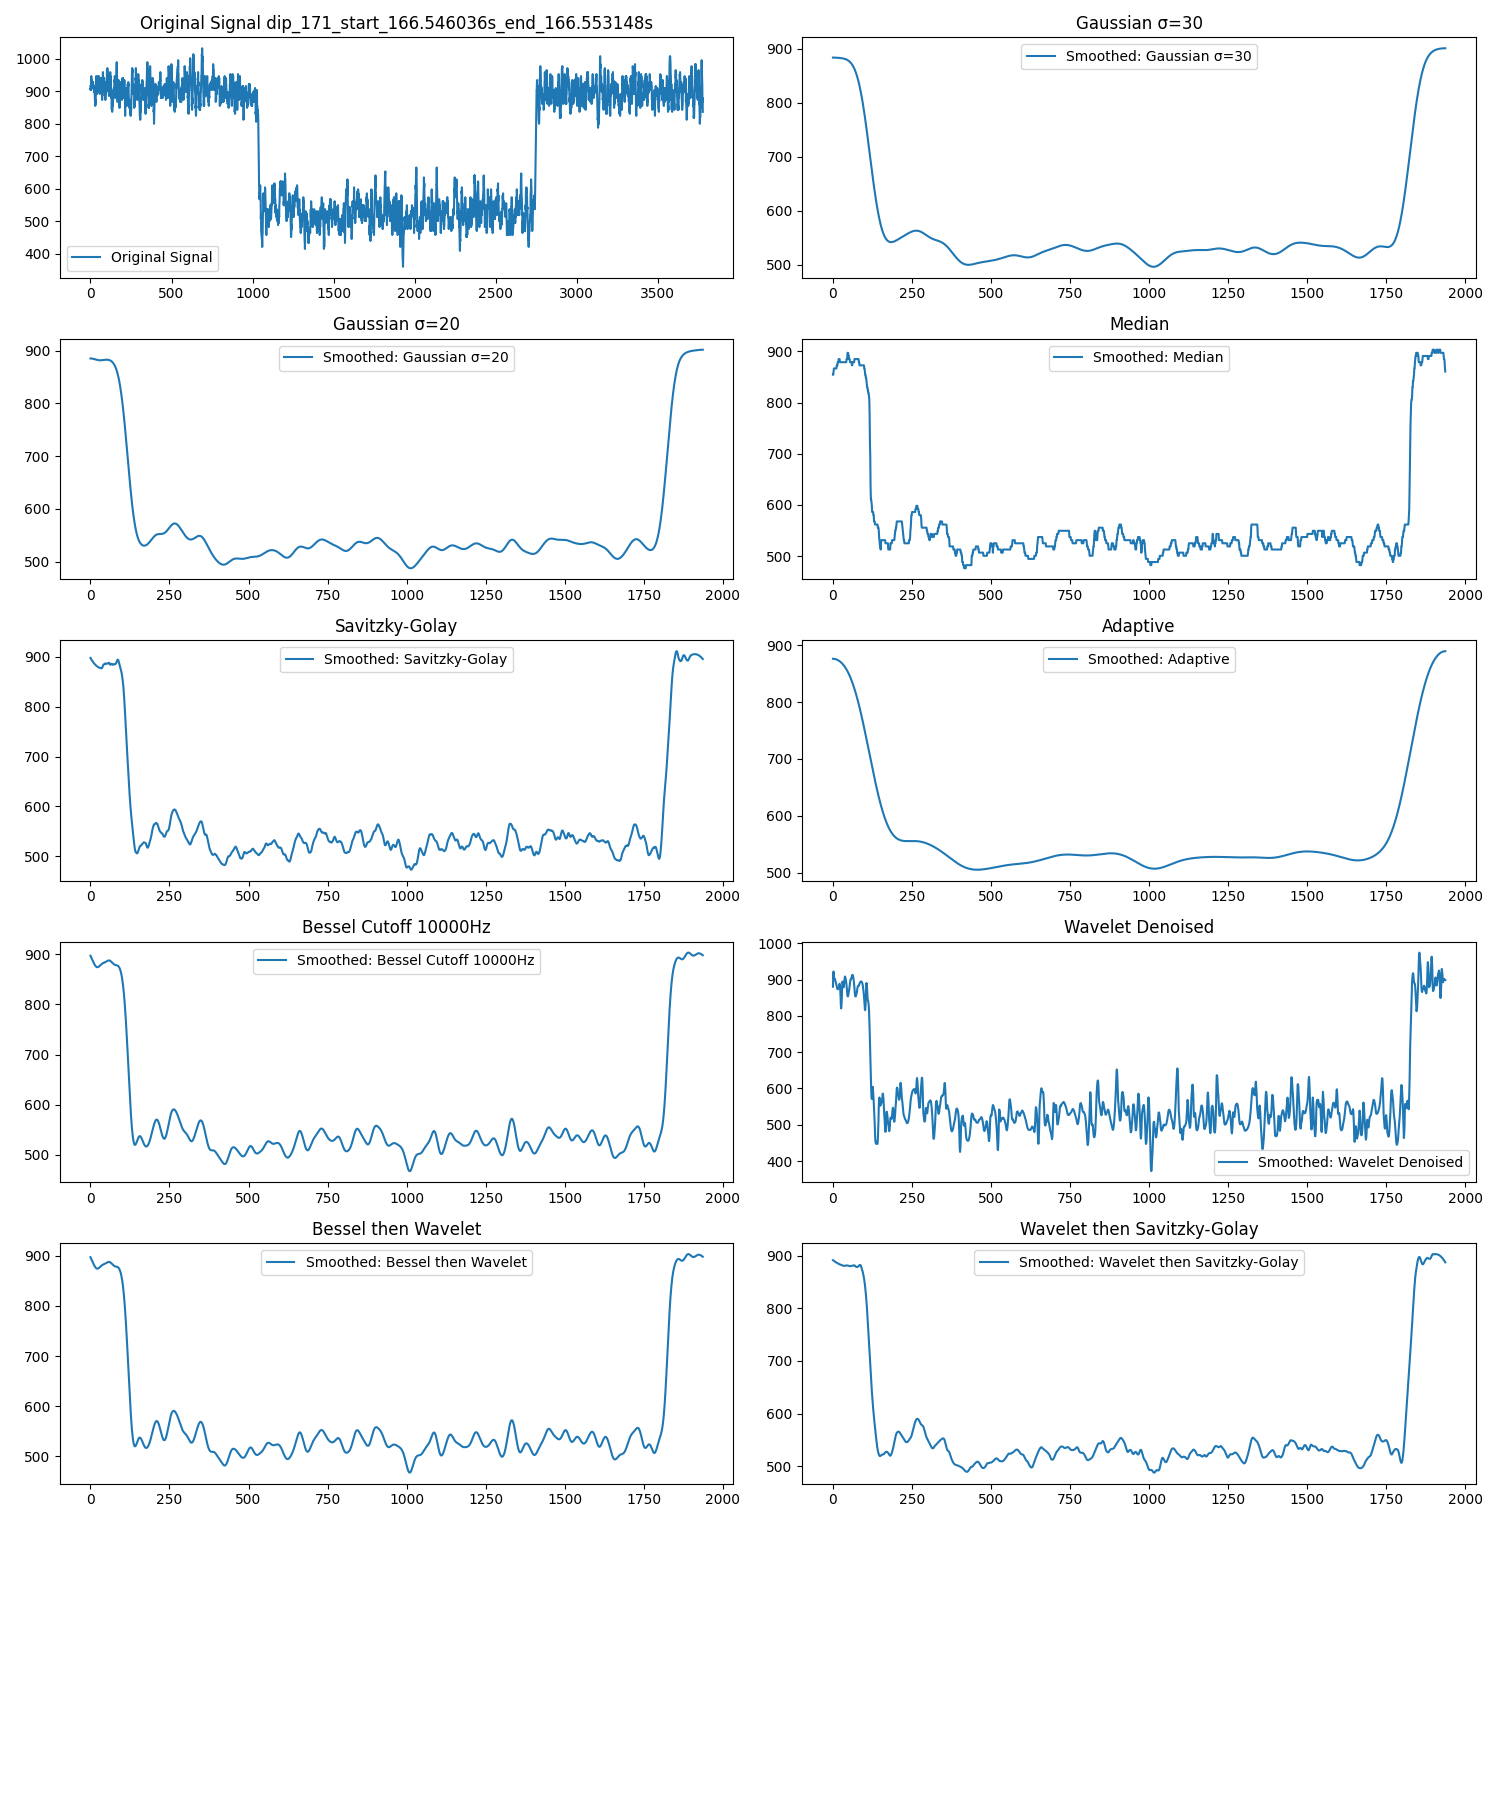 Original Signal dip_171_start_166.546036s_end_166.553148s
1000
900
800
700
600
500
400
Original Signal
0 500 1000 1500 2000 2500 3000 3500
Gaussian σ=30
900
800
700
600
500
Smoothed: Gaussian σ=30
0 250 500 750 1000 1250 1500 1750 2000
Gaussian σ=20
900
800
700
600
500
Smoothed: Gaussian σ=20
0 250 500 750 1000 1250 1500 1750 2000
Median
900
800
700
600
500
Smoothed: Median
0 250 500 750 1000 1250 1500 1750 2000
Savitzky-Golay
900
800
700
600
500
Smoothed: Savitzky-Golay
0 250 500 750 1000 1250 1500 1750 2000
Adaptive
900
800
700
600
500
Smoothed: Adaptive
0 250 500 750 1000 1250 1500 1750 2000
Bessel Cutoff 10000Hz
900
800
700
600
500
Smoothed: Bessel Cutoff 10000Hz
0 250 500 750 1000 1250 1500 1750 2000
Wavelet Denoised
1000
900
800
700
600
500
400
Smoothed: Wavelet Denoised
0 250 500 750 1000 1250 1500 1750 2000
Bessel then Wavelet
900
800
700
600
500
Smoothed: Bessel then Wavelet
0 250 500 750 1000 1250 1500 1750 2000
Wavelet then Savitzky-Golay
900
800
700
600
500
Smoothed: Wavelet then Savitzky-Golay
0 250 500 750 1000 1250 1500 1750 2000